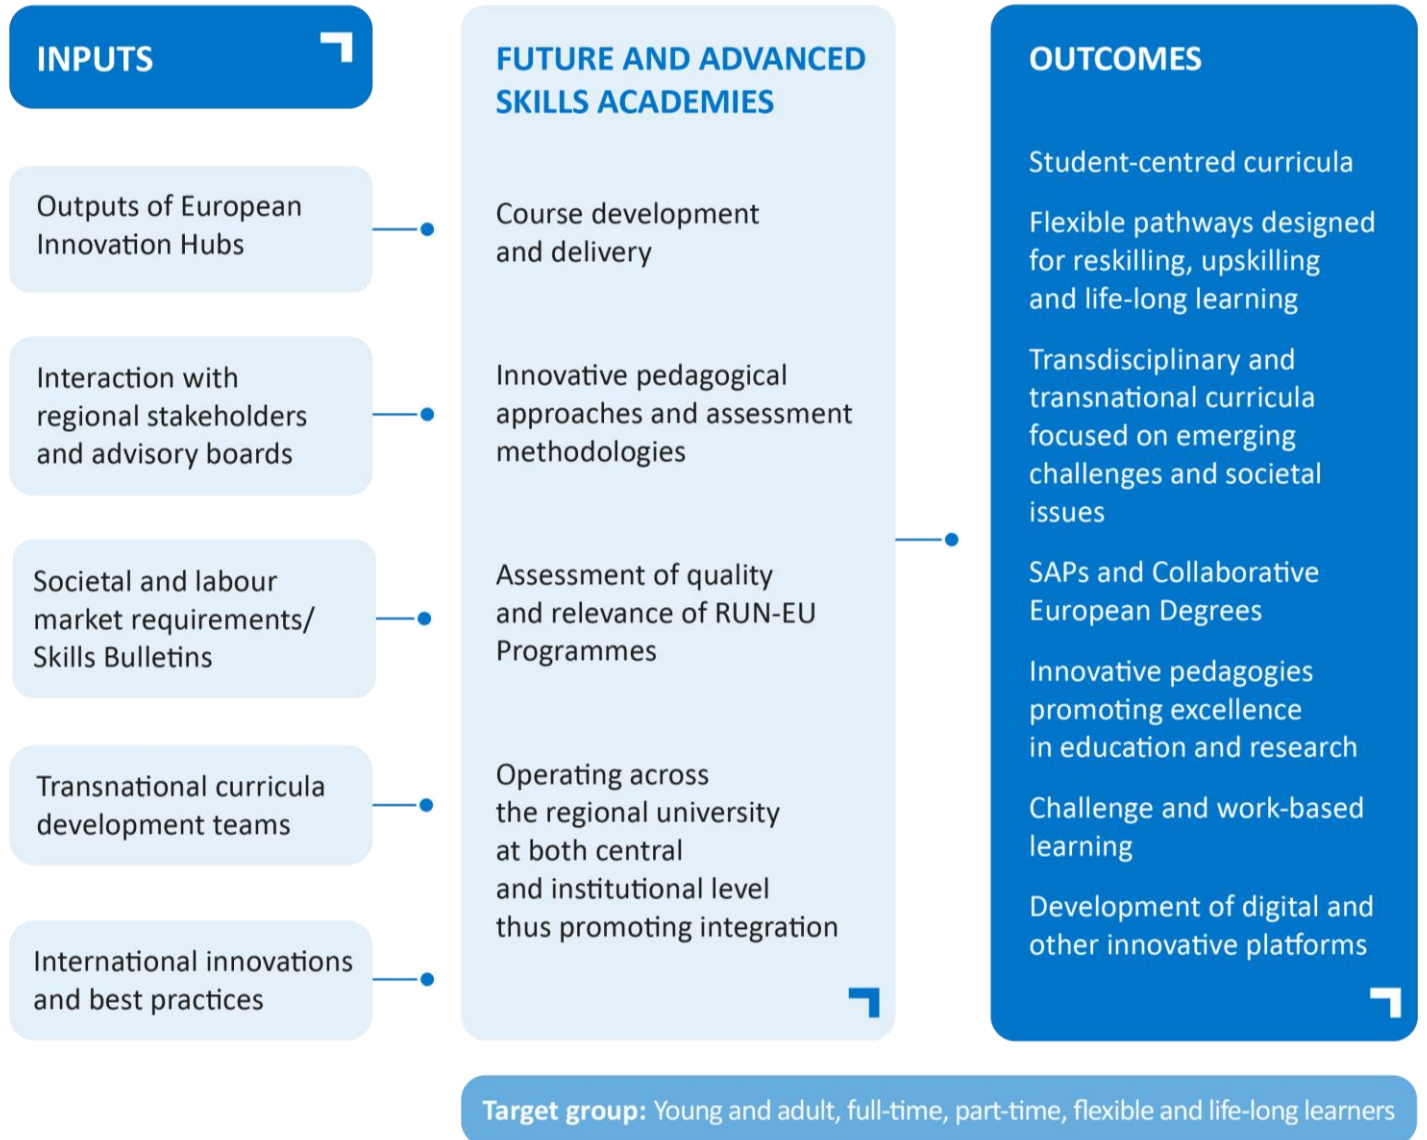 INPUTS
Outputs of European
Innovation Hubs
Interaction with
regional stakeholders
and advisory boards
Societal and labour
market requirements/
Skills Bulletins
Transnational curricula
development teams
International innovations
and best practices
FUTURE AND ADVANCED
SKILLS ACADEMIES
Course development
and delivery
Innovative pedagogical
approaches and assessment
methodologies
Assessment of quality
and relevance of RUN-EU
Programmes
Operating across
the regional university
at both central
and institutional level
thus promoting integration
OUTCOMES
Student-centred curricula
Flexible pathways designed
for reskilling, upskilling
and life-long learning
Transdisciplinary and
transnational curricula
focused on emerging
challenges and societal
issues
SAPs and Collaborative
European Degrees
Innovative pedagogies
promoting excellence
in education and research
Challenge and work-based
learning
Development of digital and
other innovative platforms
Target group: Young and adult, full-time, part-time, flexible and life-long learners